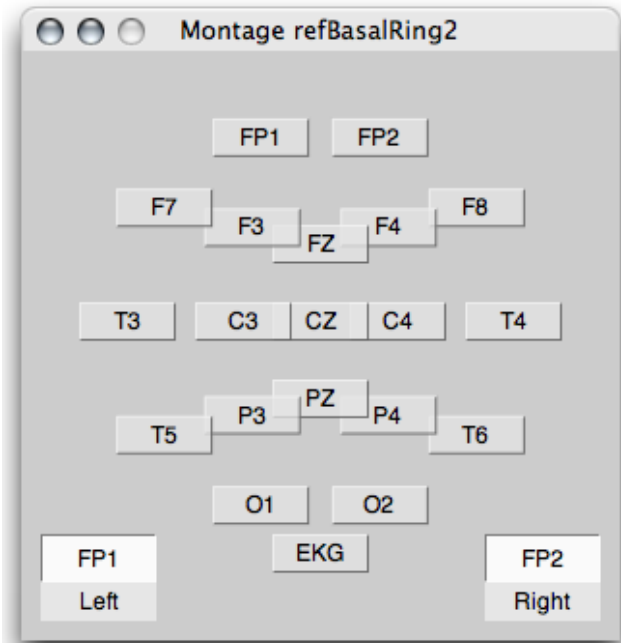 Montage refBasalRing2
FP1 FP2
F7 F3 FZ F4 F8
T3 C3 CZ C4 T4
T5 P3 PZ P4 T6
O1 O2
FP1 EKG FP2
Left Right